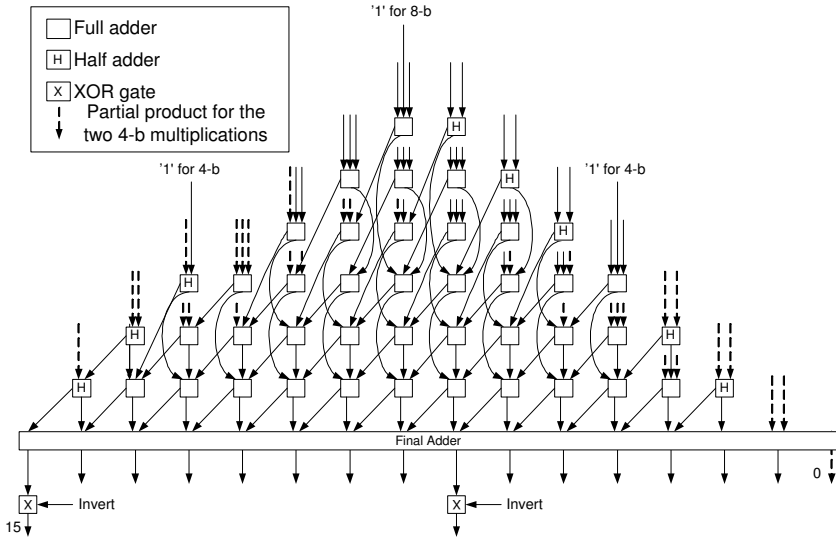 '1' for 8-b
Full adder
H Half adder
X XOR gate
Partial product for the
two 4-b multiplications
H
'1' for 4-b
H
'1' for 4-b
H
H
H
H
H
H
Final Adder
0
X Invert
X Invert
15